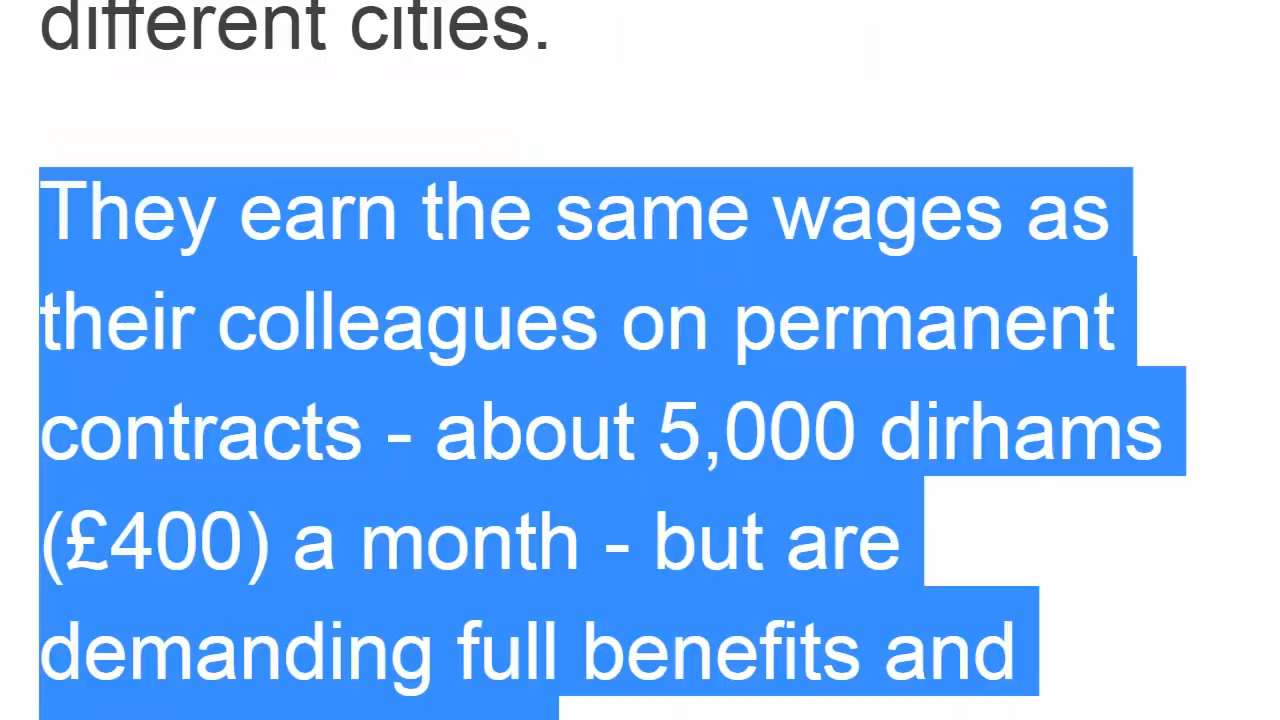 different cities.
They earn the same wages as
their colleagues on permanent
contracts - about 5,000 dirhams
(£400) a month - but are
demanding full benefits and